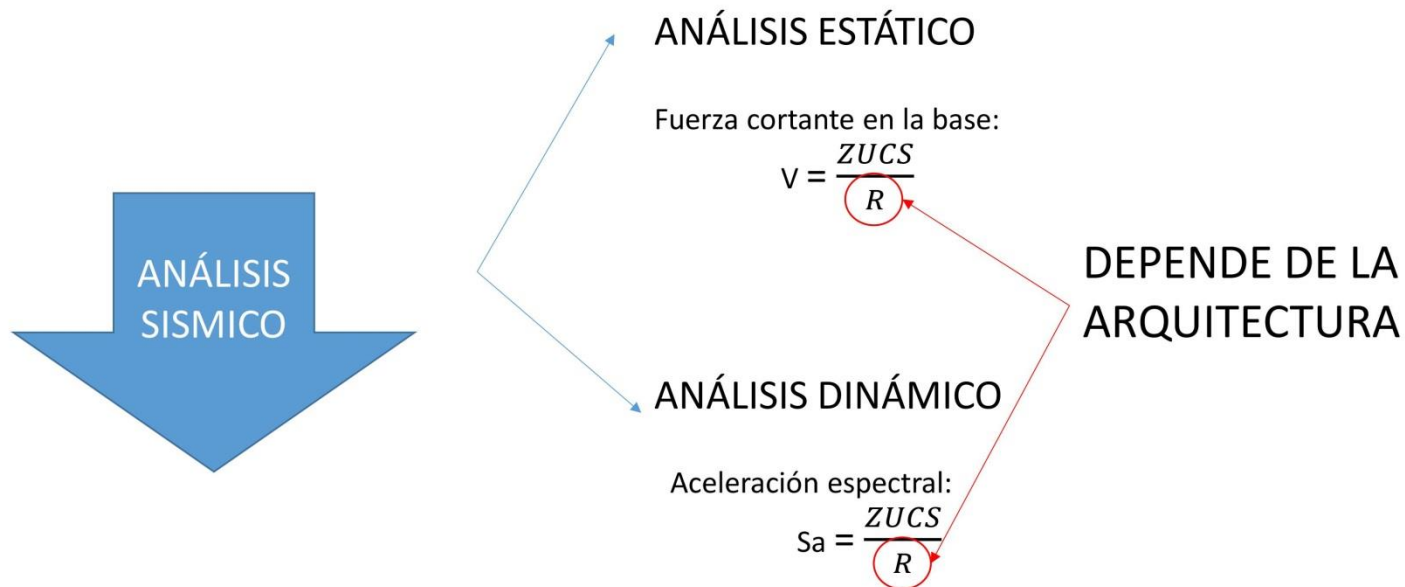 ANÁLISIS
SISMICO
ANÁLISIS ESTÁTICO
Fuerza cortante en la base:
V = ZUCS / R
ANÁLISIS DINÁMICO
Aceleración espectral:
Sa = ZUCS / R
DEPENDE DE LA
ARQUITECTURA